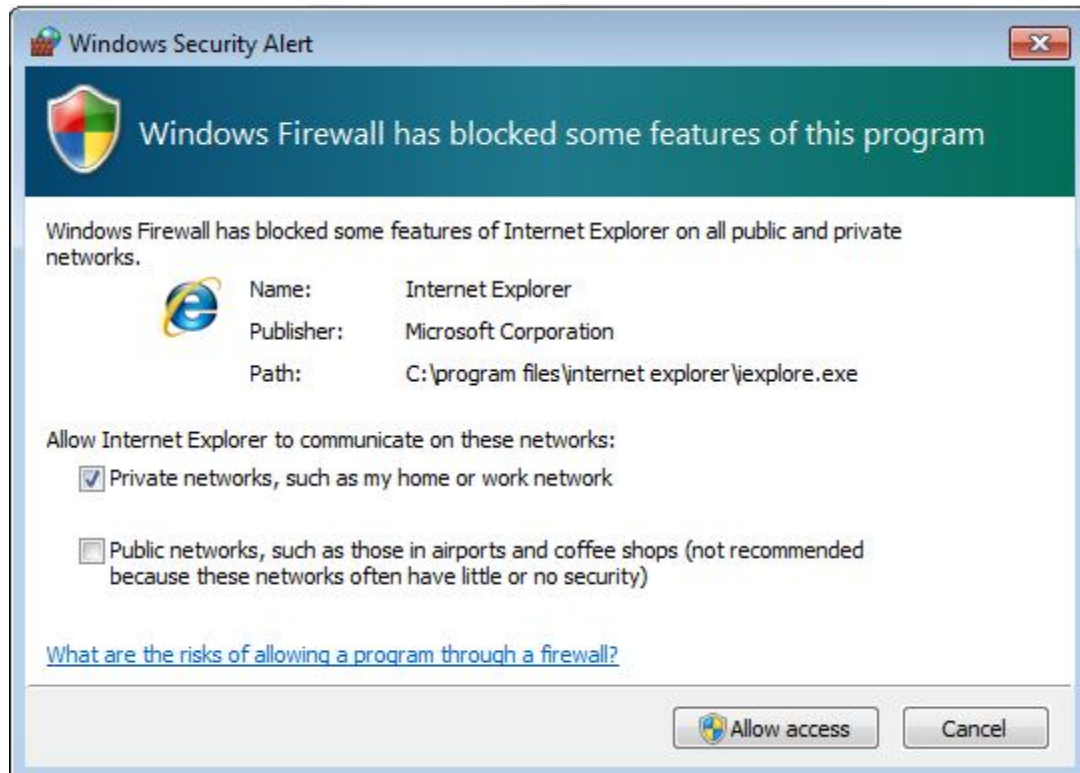 Windows Security Alert
Windows Firewall has blocked some features of this program
Windows Firewall has blocked some features of Internet Explorer on all public and private
networks.
Name: Internet Explorer
Publisher: Microsoft Corporation
Path: C:\program files\internet explorer\iexplore.exe
Allow Internet Explorer to communicate on these networks:
Private networks, such as my home or work network
Public networks, such as those in airports and coffee shops (not recommended
because these networks often have little or no security)
What are the risks of allowing a program through a firewall?
Allow access Cancel